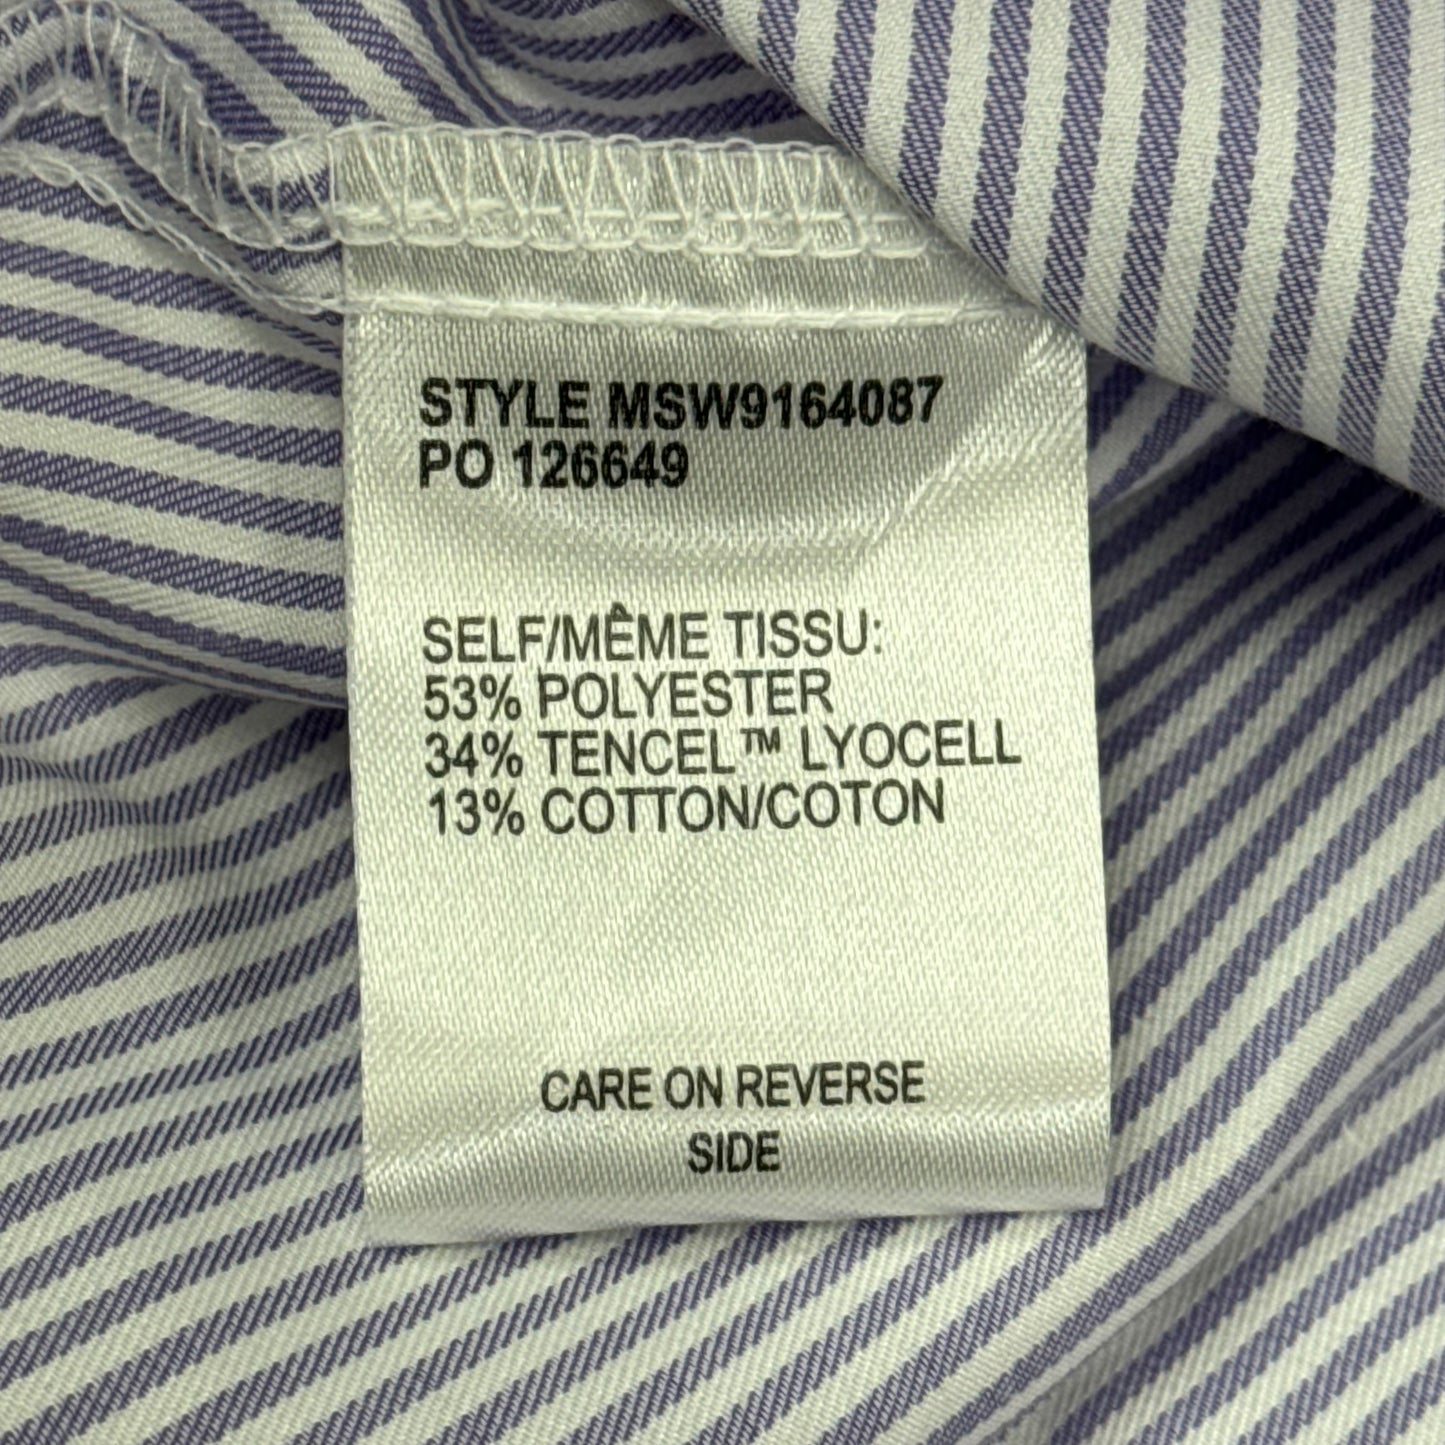 STYLE MSW9164087
PO 126649
SELF/MÊME TISSU:
53% POLYESTER
34% TENCEL™ LYOCELL
13% COTTON/COTON
CARE ON REVERSE
SIDE